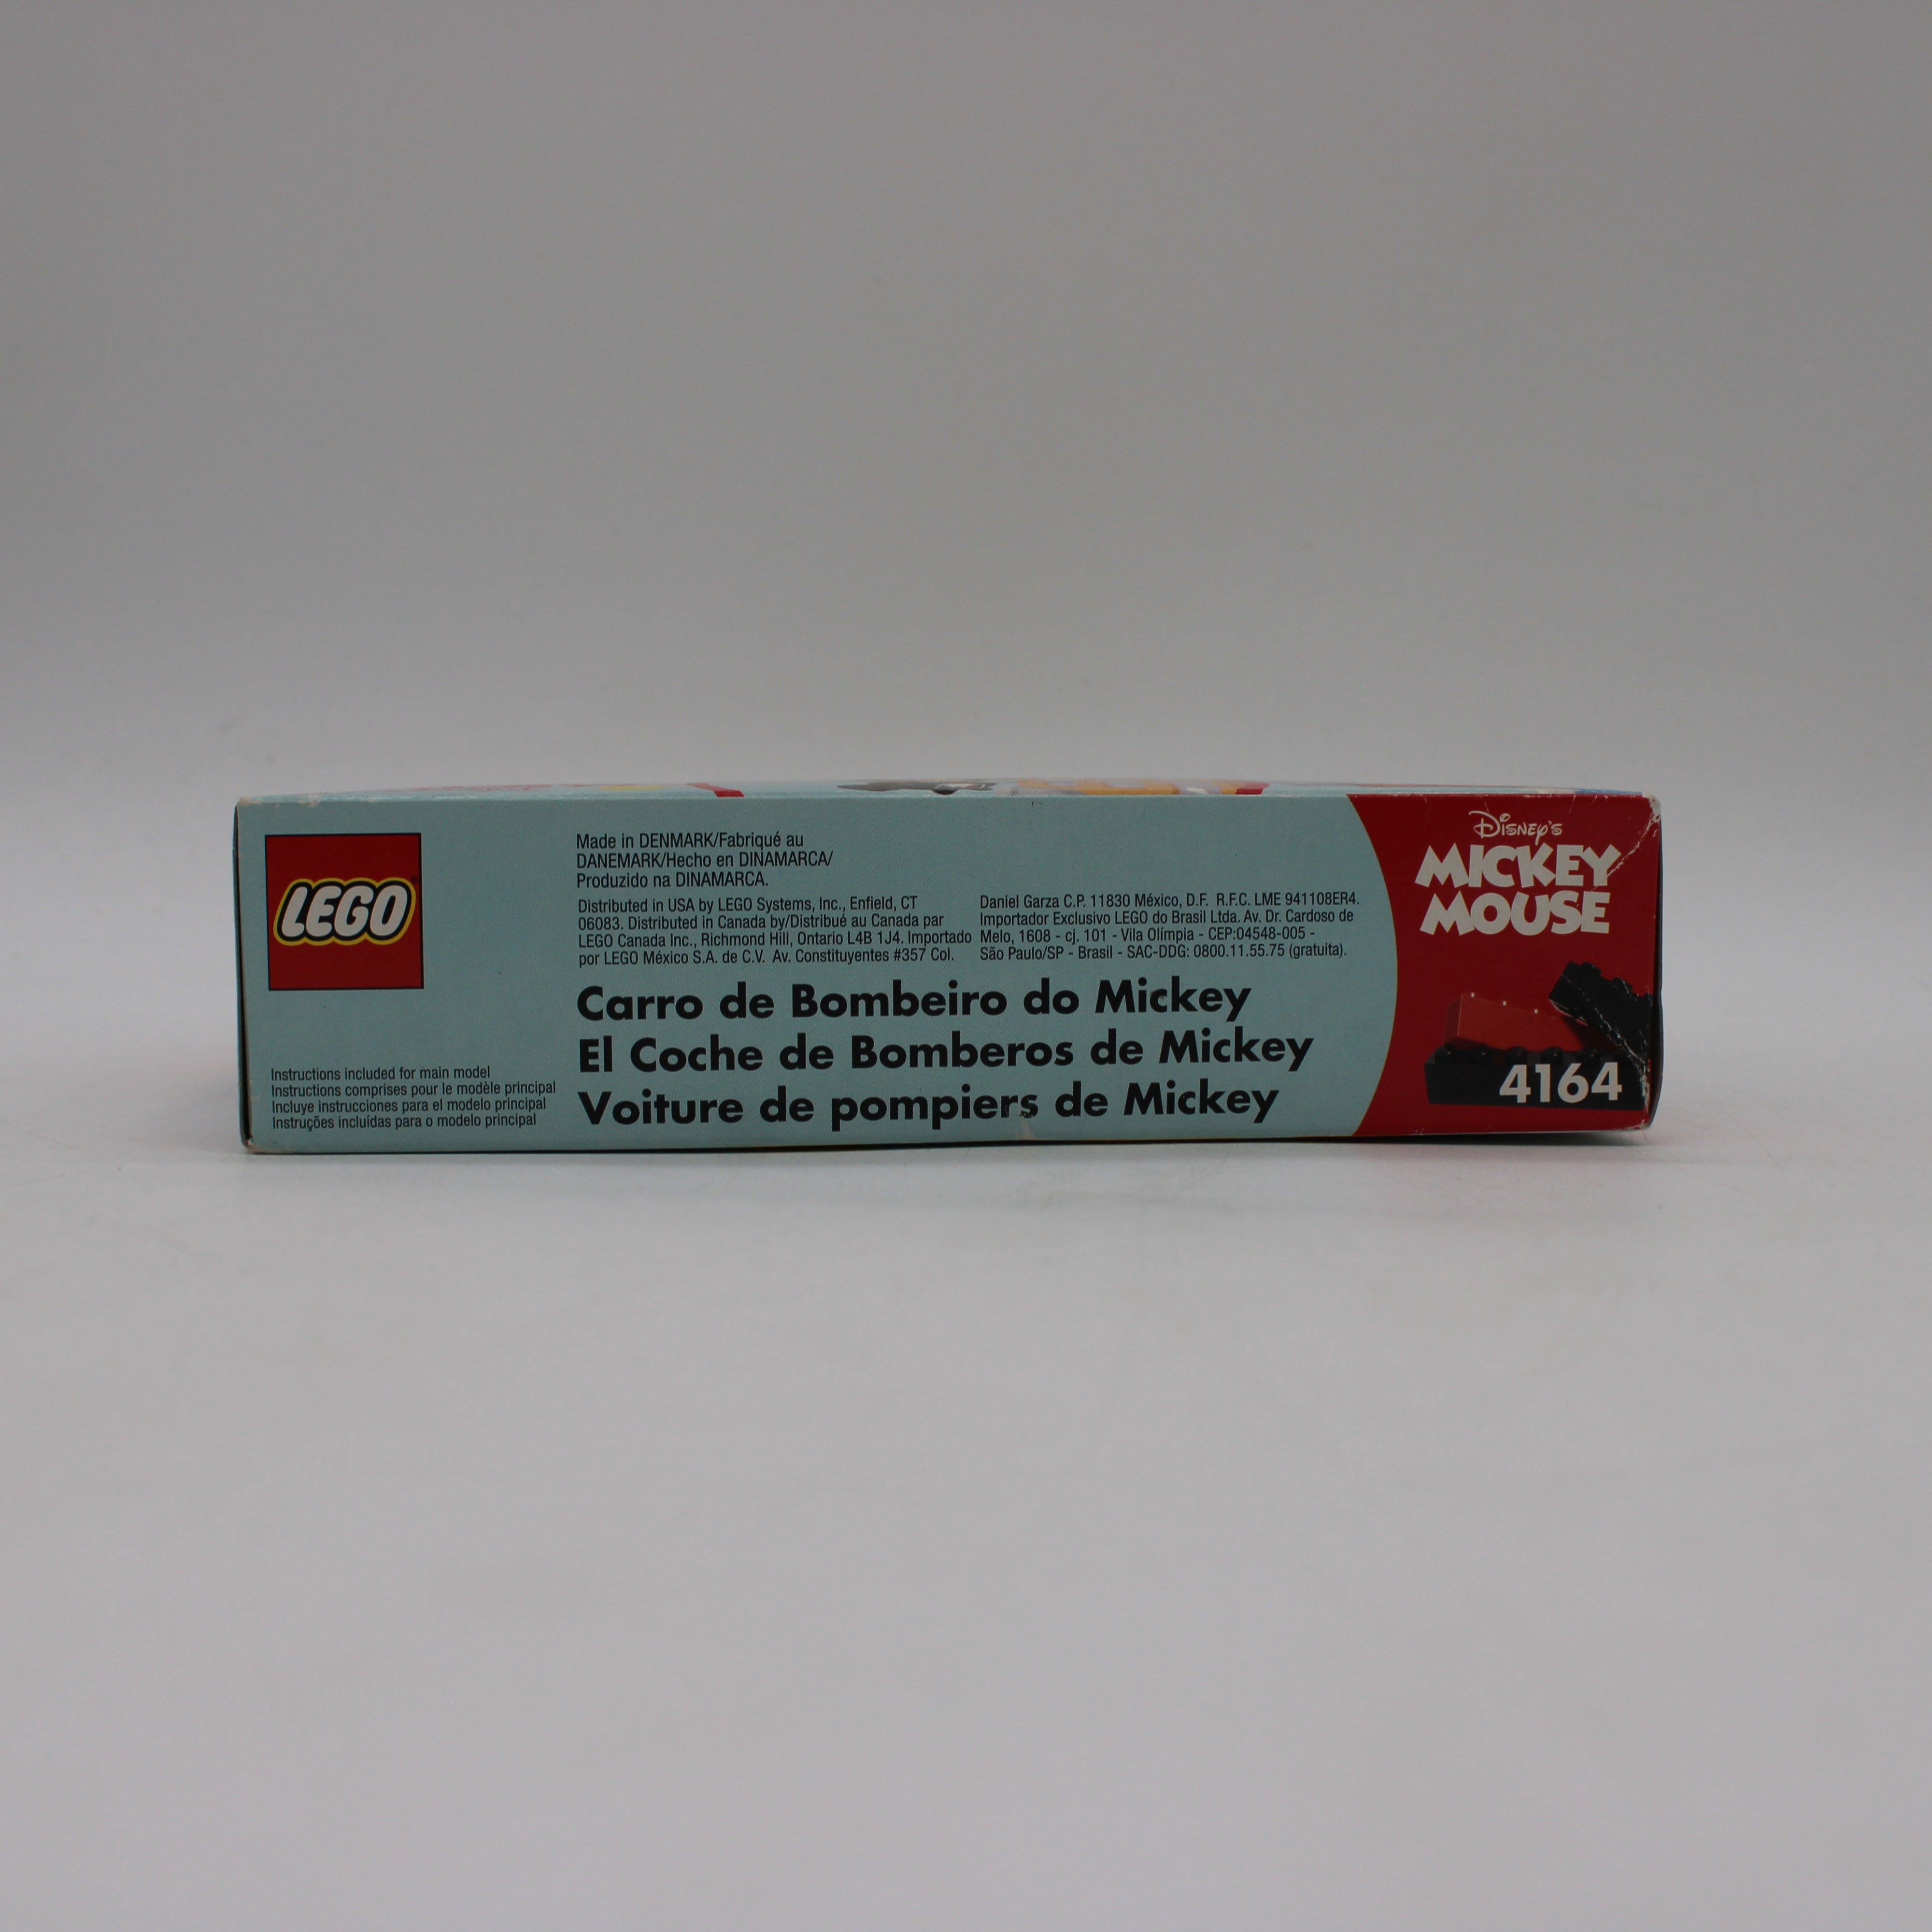 LEGO
Made in DENMARK/Fabriqué au
DANEMARK/Hecho en DINAMARCA/
Produzido na DINAMARCA.
Distributed in USA by LEGO Systems, Inc., Enfield, CT
06083. Distributed in Canada by/Distribué au Canada par
LEGO Canada Inc., Richmond Hill, Ontario L4B 1J4. Importado
por LEGO México S.A. de C.V. Av. Constituyentes #357 Col.
Daniel Garza C.P. 11830 México, D.F. R.F.C. LME 941108ER4.
Importador Exclusivo LEGO do Brasil Ltda. Av. Dr. Cardoso de
Melo, 1608 - cj. 101 - Vila Olímpia - CEP:04548-005 -
São Paulo/SP - Brasil - SAC-DDG: 0800.11.55.75 (gratuita).
Carro de Bombeiro do Mickey
El Coche de Bomberos de Mickey
Voiture de pompiers de Mickey
Instructions included for main model
Instructions comprises pour le modèle principal
Incluye instrucciones para el modelo principal
Instruções incluídas para o modelo principal
DISNEY'S
MICKEY
MOUSE
4164